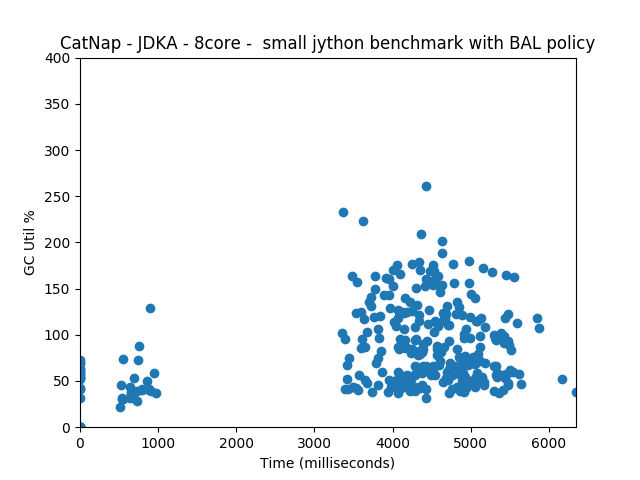 CatNap - JDKA - 8core -  small jython benchmark with BAL policy
400
350
300
250
200
150
100
50
0
GC Util %
0 1000 2000 3000 4000 5000 6000
Time (milliseconds)